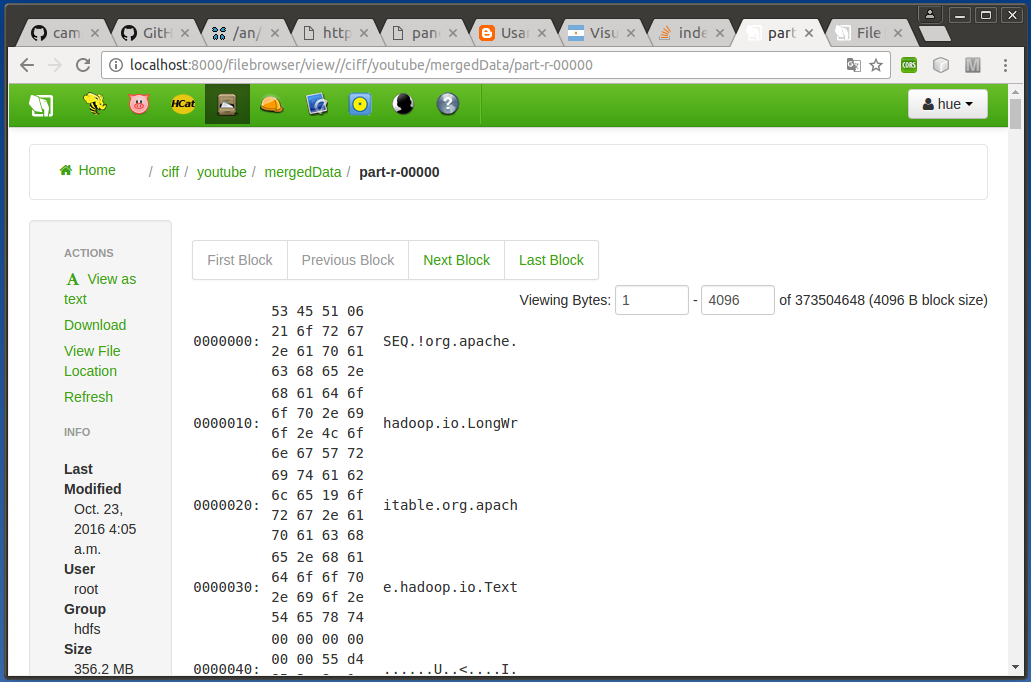 cam
GitH
/an/
http
pand
Usar
Visu
inde
part
File
localhost:8000/filebrowser/view//ciff/youtube/mergedData/part-r-00000
CORS
M
HCat
hue
Home / ciff / youtube / mergedData / part-r-00000
ACTIONS
A View as
text
Download
View File
Location
Refresh
INFO
Last
Modified
Oct. 23,
2016 4:05
a.m.
User
root
Group
hdfs
Size
356.2 MB
First Block Previous Block Next Block Last Block
Viewing Bytes: 1 - 4096 of 373504648 (4096 B block size)
53 45 51 06
21 6f 72 67
0000000: SEQ.!org.apache.
2e 61 70 61
63 68 65 2e
68 61 64 6f
6f 70 2e 69
0000010: hadoop.io.LongWr
6f 2e 4c 6f
6e 67 57 72
69 74 61 62
6c 65 19 6f
0000020: itable.org.apach
72 67 2e 61
70 61 63 68
65 2e 68 61
64 6f 6f 70
0000030: e.hadoop.io.Text
2e 69 6f 2e
54 65 78 74
00 00 00 00
00 00 55 d4
0000040: ......U..<....I.